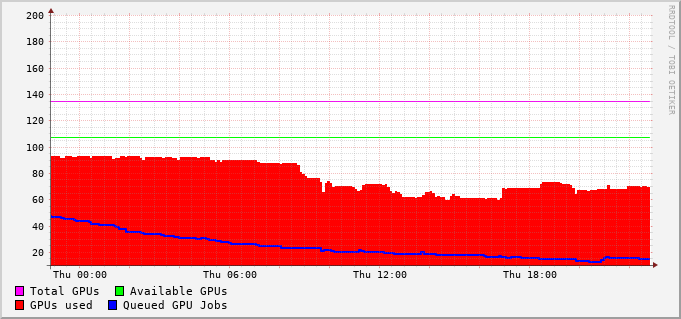 200
180
160
140
120
100
80
60
40
20
Thu 00:00 Thu 06:00 Thu 12:00 Thu 18:00
Total GPUs Available GPUs
GPUs used Queued GPU Jobs
RRDTOOL / TOBI OETIKER